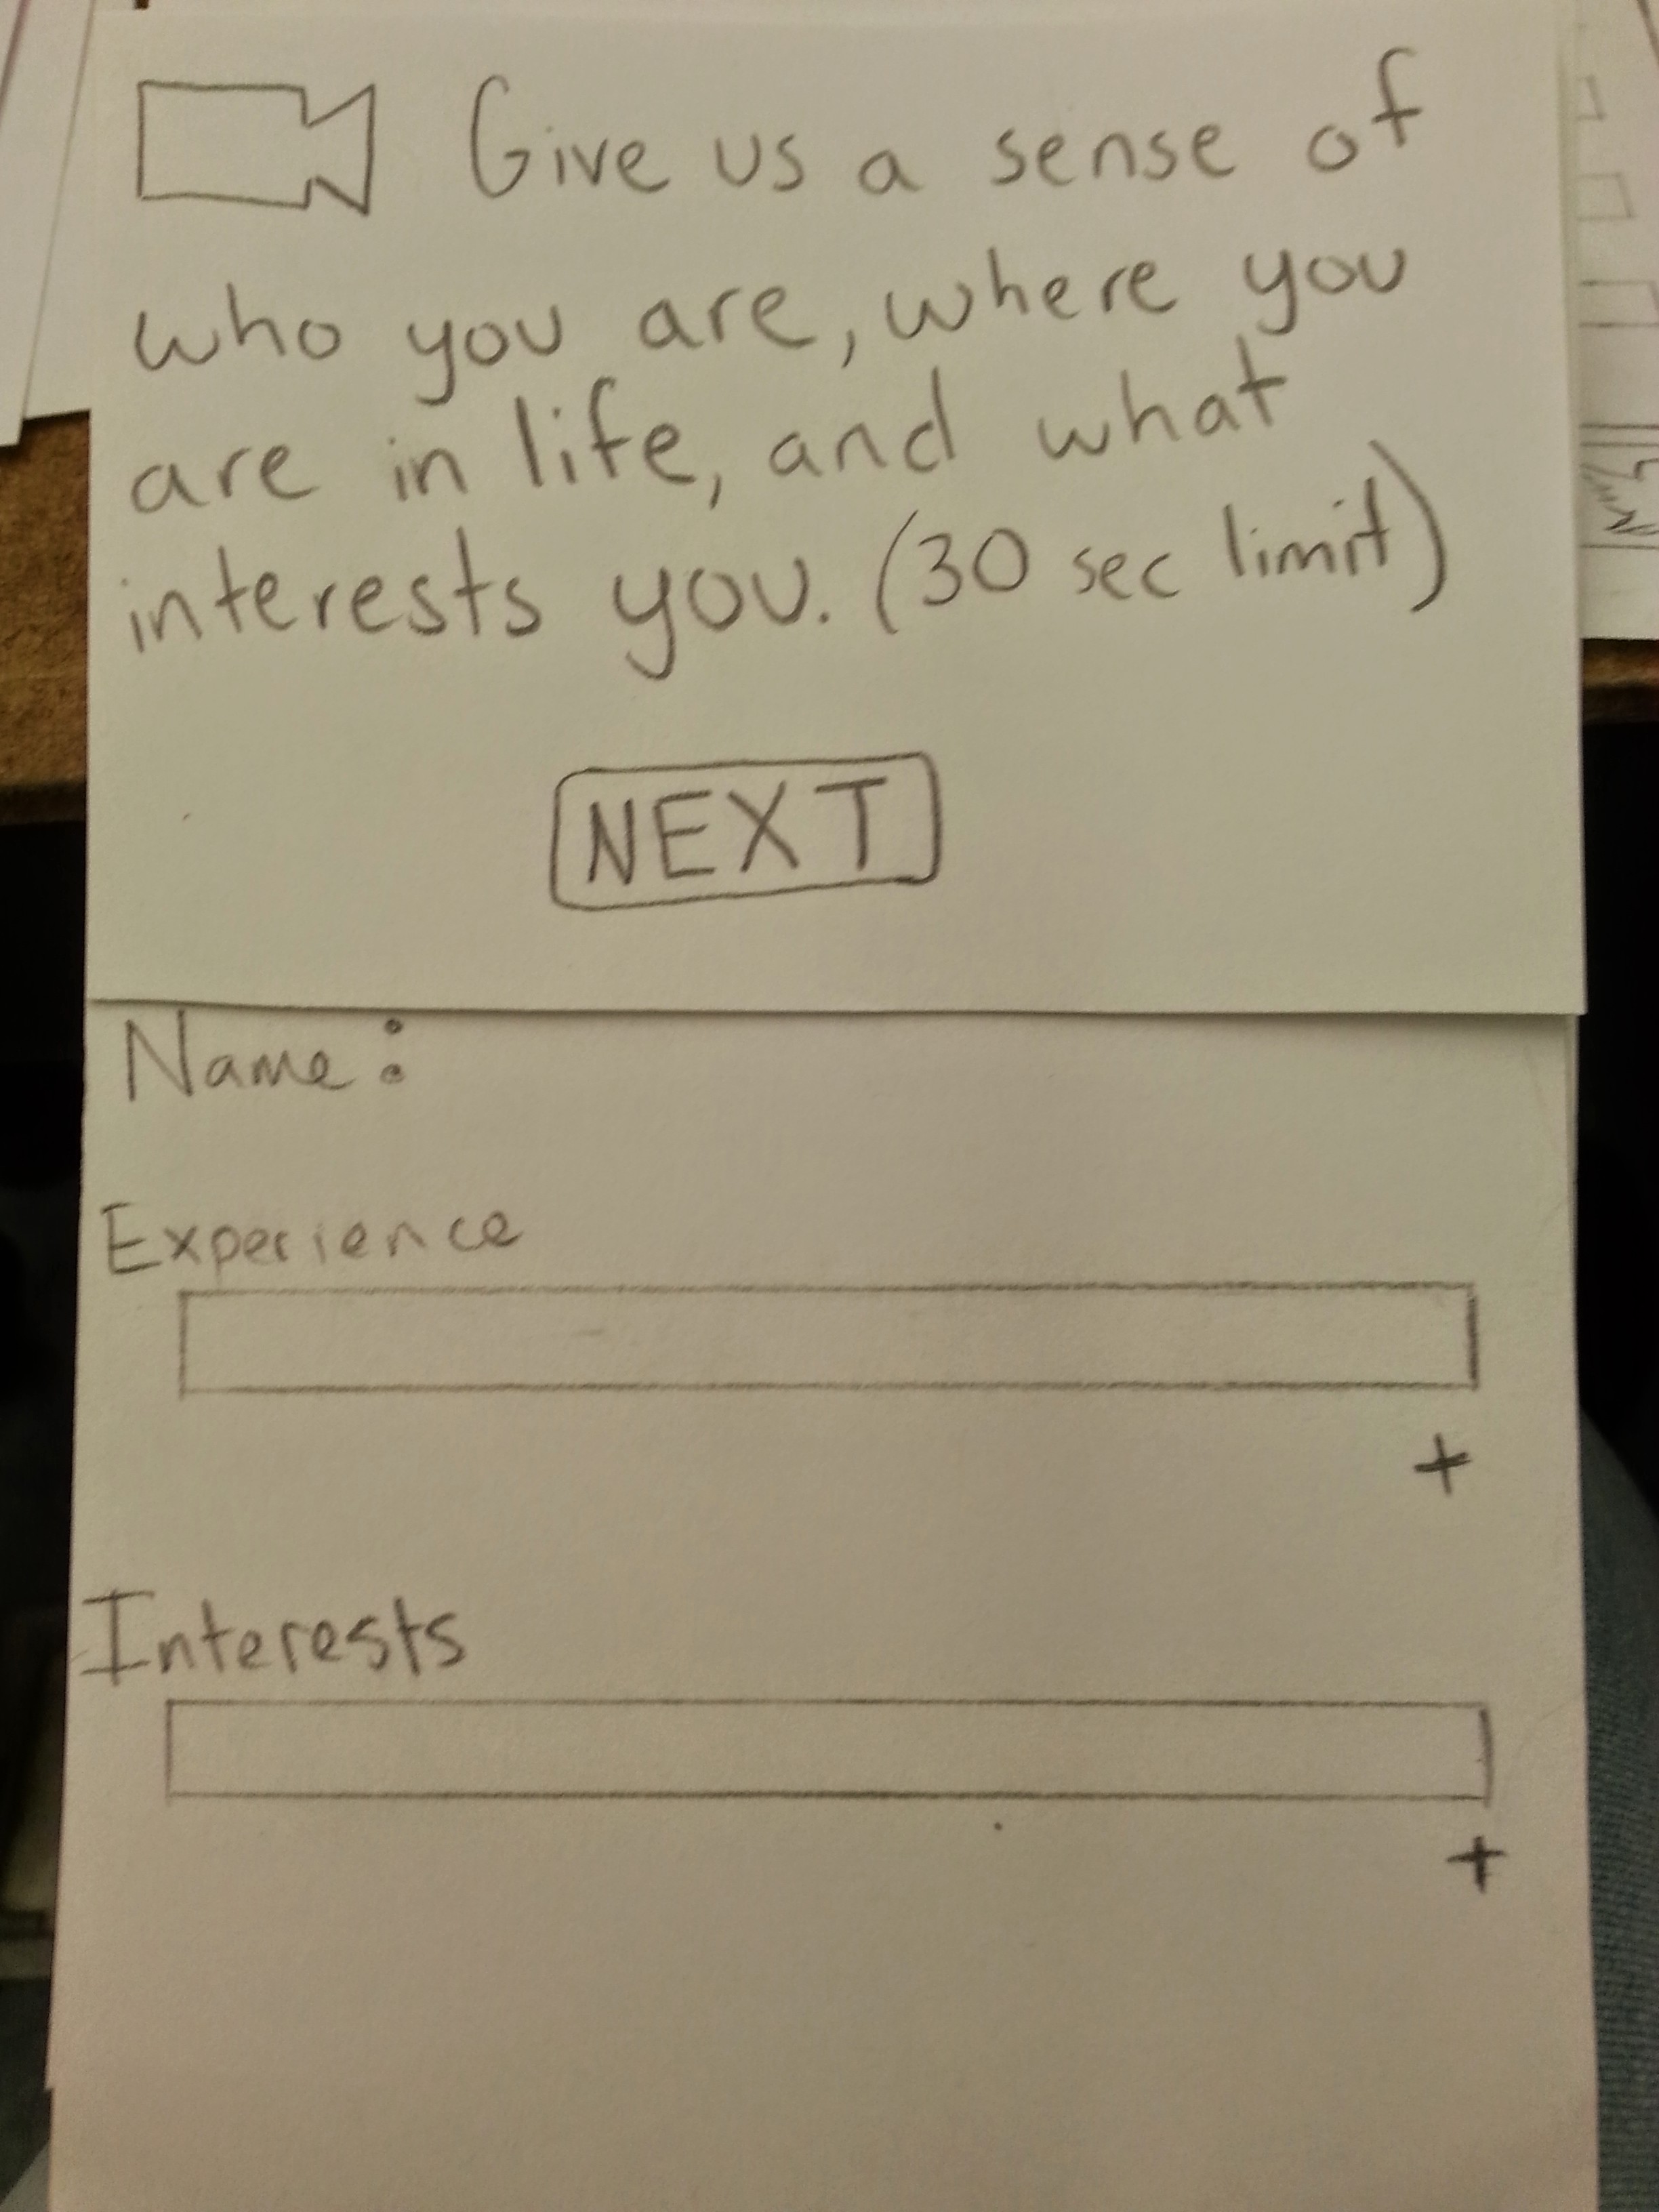 Give us a sense of
who you are, where you
are in life, and what
interests you. (30 sec limit)
NEXT
Name:
Experience
+
Interests
+